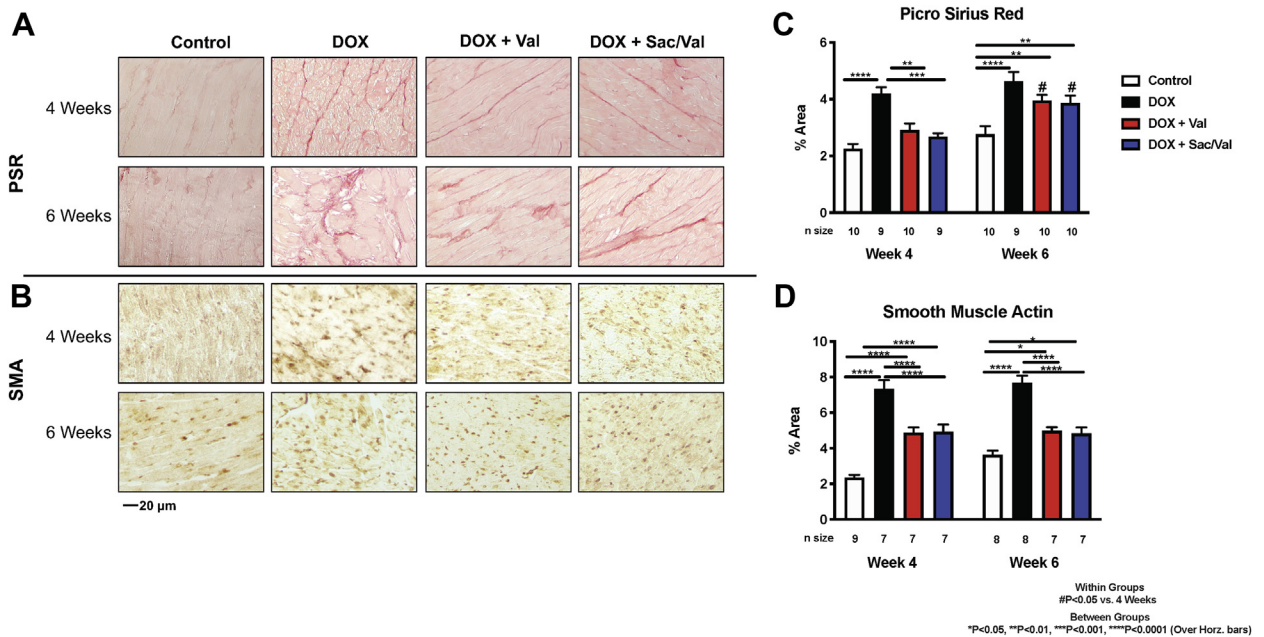 A
Control
DOX
DOX + Val
DOX + Sac/Val
4 Weeks
6 Weeks
PSR
B
4 Weeks
6 Weeks
SMA
20 µm
C
Picro Sirius Red
% Area
6
4
2
0
****
**
***
**
**
****
#
#
n size
10 9 10 9
10 9 10 10
Week 4
Week 6
Control
DOX
DOX + Val
DOX + Sac/Val
D
Smooth Muscle Actin
% Area
10
8
6
4
2
0
****
****
****
****
****
*
*
****
****
****
n size
9 7 7 7
8 8 7 7
Week 4
Week 6
Within Groups
#P<0.05 vs. 4 Weeks
Between Groups
*P<0.05, **P<0.01, ***P<0.001, ****P<0.0001 (Over Horz. bars)